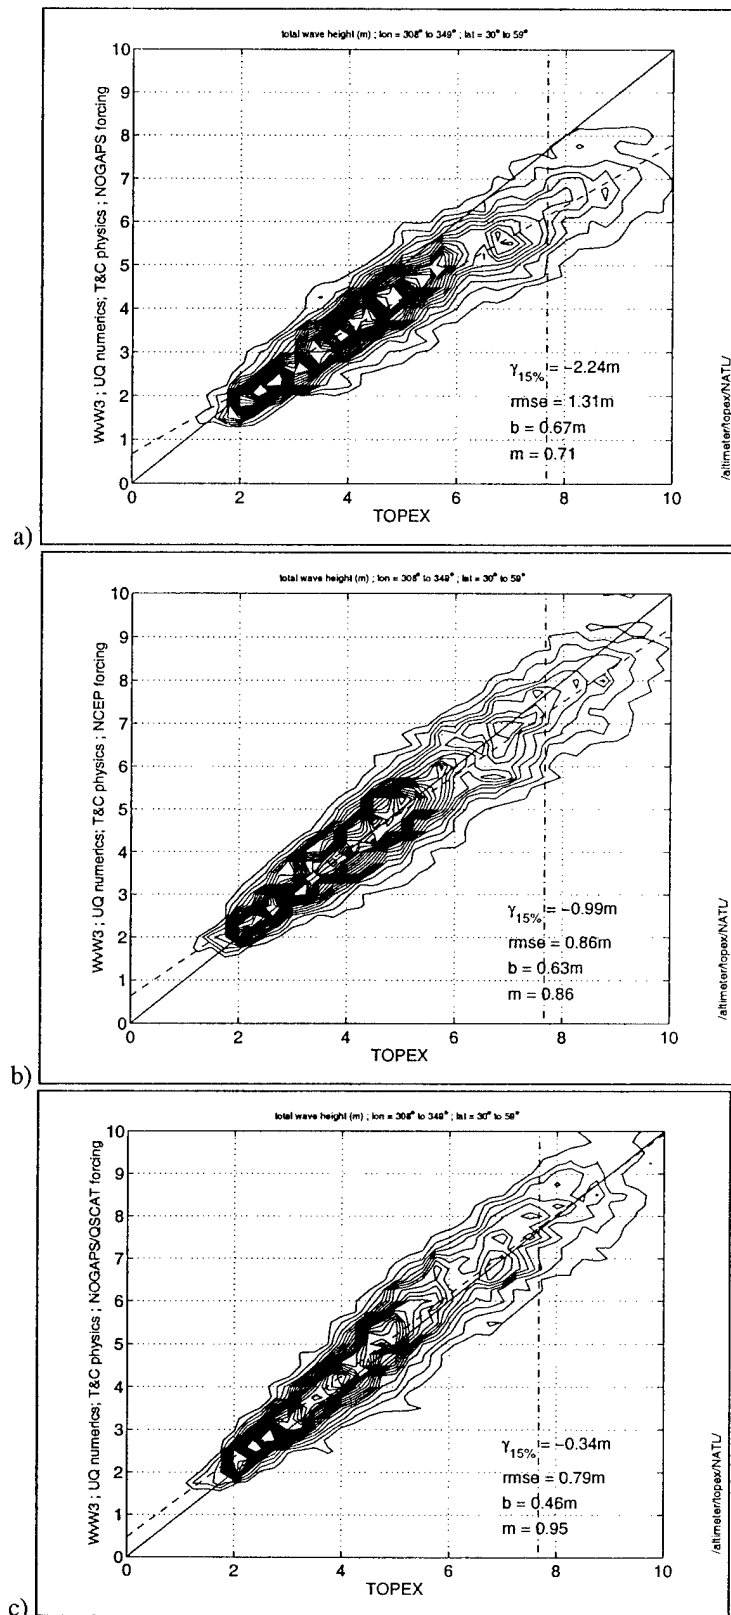 total wave height (m) ; lon = 308° to 349° ; lat = 30° to 59°
10
9
8
7
6
5
4
3
2
1
0
WvW3 ; UQ numerics; T&C physics ; NOGAPS forcing
γ15% = −2.24m
rmse = 1.31m
b = 0.67m
m = 0.71
0 2 4 6 8 10
TOPEX
/altimeter/topex/NATL/
a)
total wave height (m) ; lon = 308° to 349° ; lat = 30° to 59°
10
9
8
7
6
5
4
3
2
1
0
WvW3 ; UQ numerics; T&C physics ; NCEP forcing
γ15% = −0.99m
rmse = 0.86m
b = 0.63m
m = 0.86
0 2 4 6 8 10
TOPEX
/altimeter/topex/NATL/
b)
total wave height (m) ; lon = 308° to 349° ; lat = 30° to 59°
10
9
8
7
6
5
4
3
2
1
0
WvW3 ; UQ numerics; T&C physics ; NOGAPS/QSCAT forcing
γ15% = −0.34m
rmse = 0.79m
b = 0.46m
m = 0.95
0 2 4 6 8 10
TOPEX
/altimeter/topex/NATL/
c)